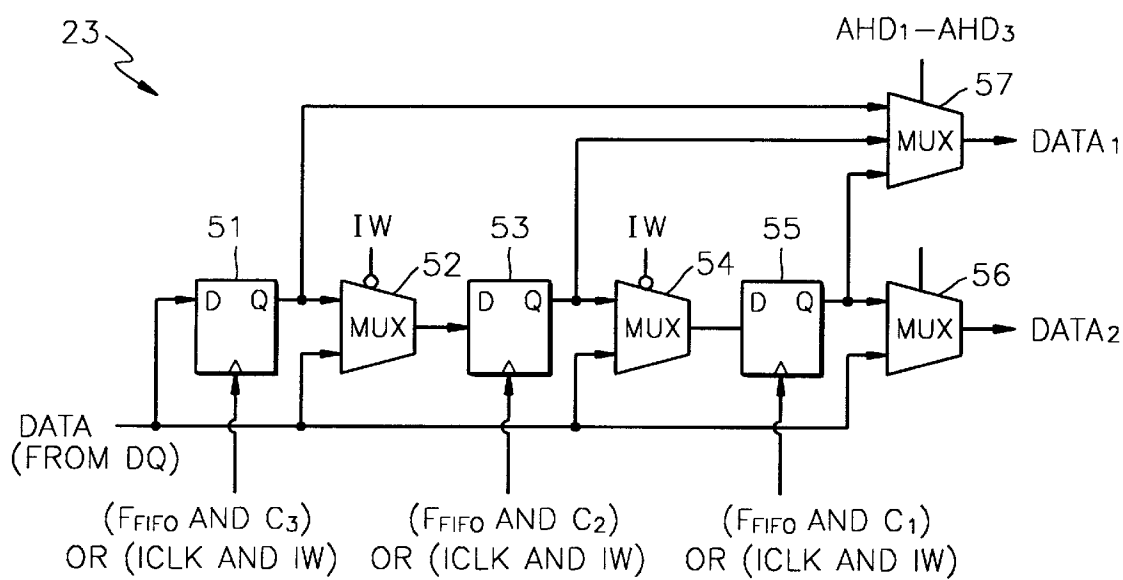 23
AHD₁–AHD₃
57
MUX
DATA₁
51
IW
52
53
IW
54
55
56
D Q
MUX
D Q
MUX
D Q
MUX
DATA₂
DATA
(FROM DQ)
(FFIFO AND C₃)
OR (ICLK AND IW)
(FFIFO AND C₂)
OR (ICLK AND IW)
(FFIFO AND C₁)
OR (ICLK AND IW)